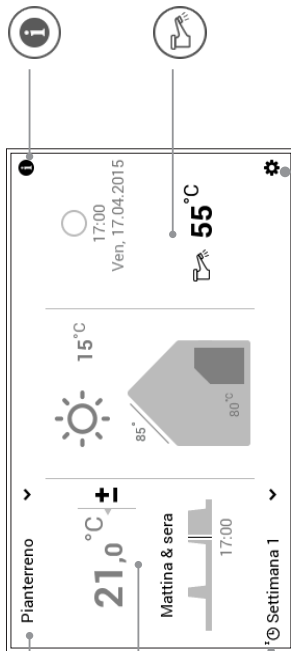 Pianterreno
21,0 °C
±
Mattina & sera
17:00
Settimana 1
15°C
85°
80°C
17:00
Ven, 17.04.2015
55°C
i
i